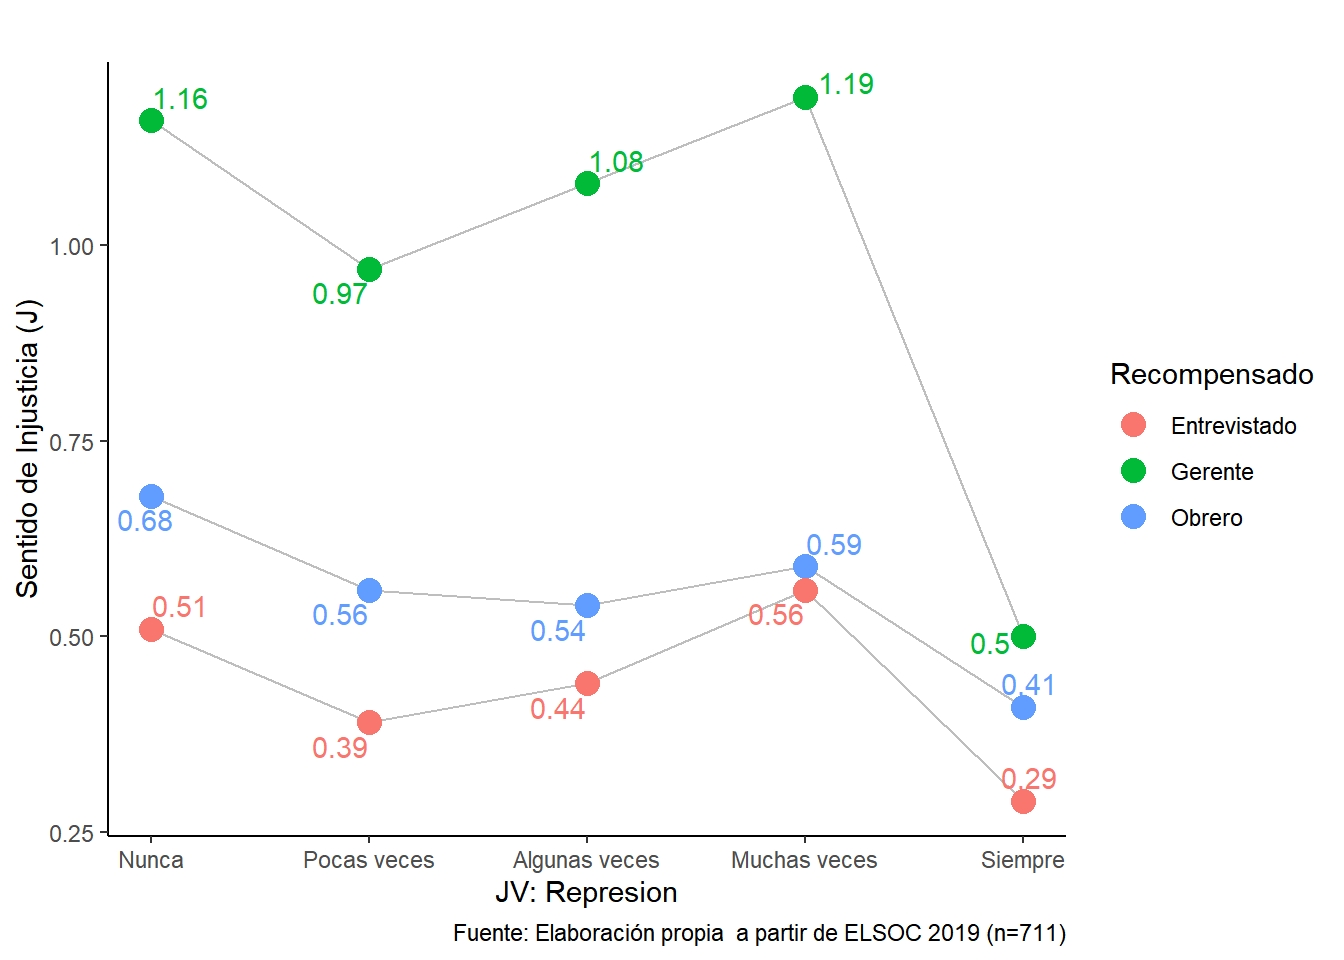 1.16
1.19
1.08
0.97
0.68
0.56
0.54
0.59
0.51
0.39
0.44
0.56
0.5
0.41
0.29
1.00
0.75
0.50
0.25
Sentido de Injusticia (J)
Nunca Pocas veces Algunas veces Muchas veces Siempre
JV: Represion
Fuente: Elaboración propia  a partir de ELSOC 2019 (n=711)
Recompensado
Entrevistado
Gerente
Obrero